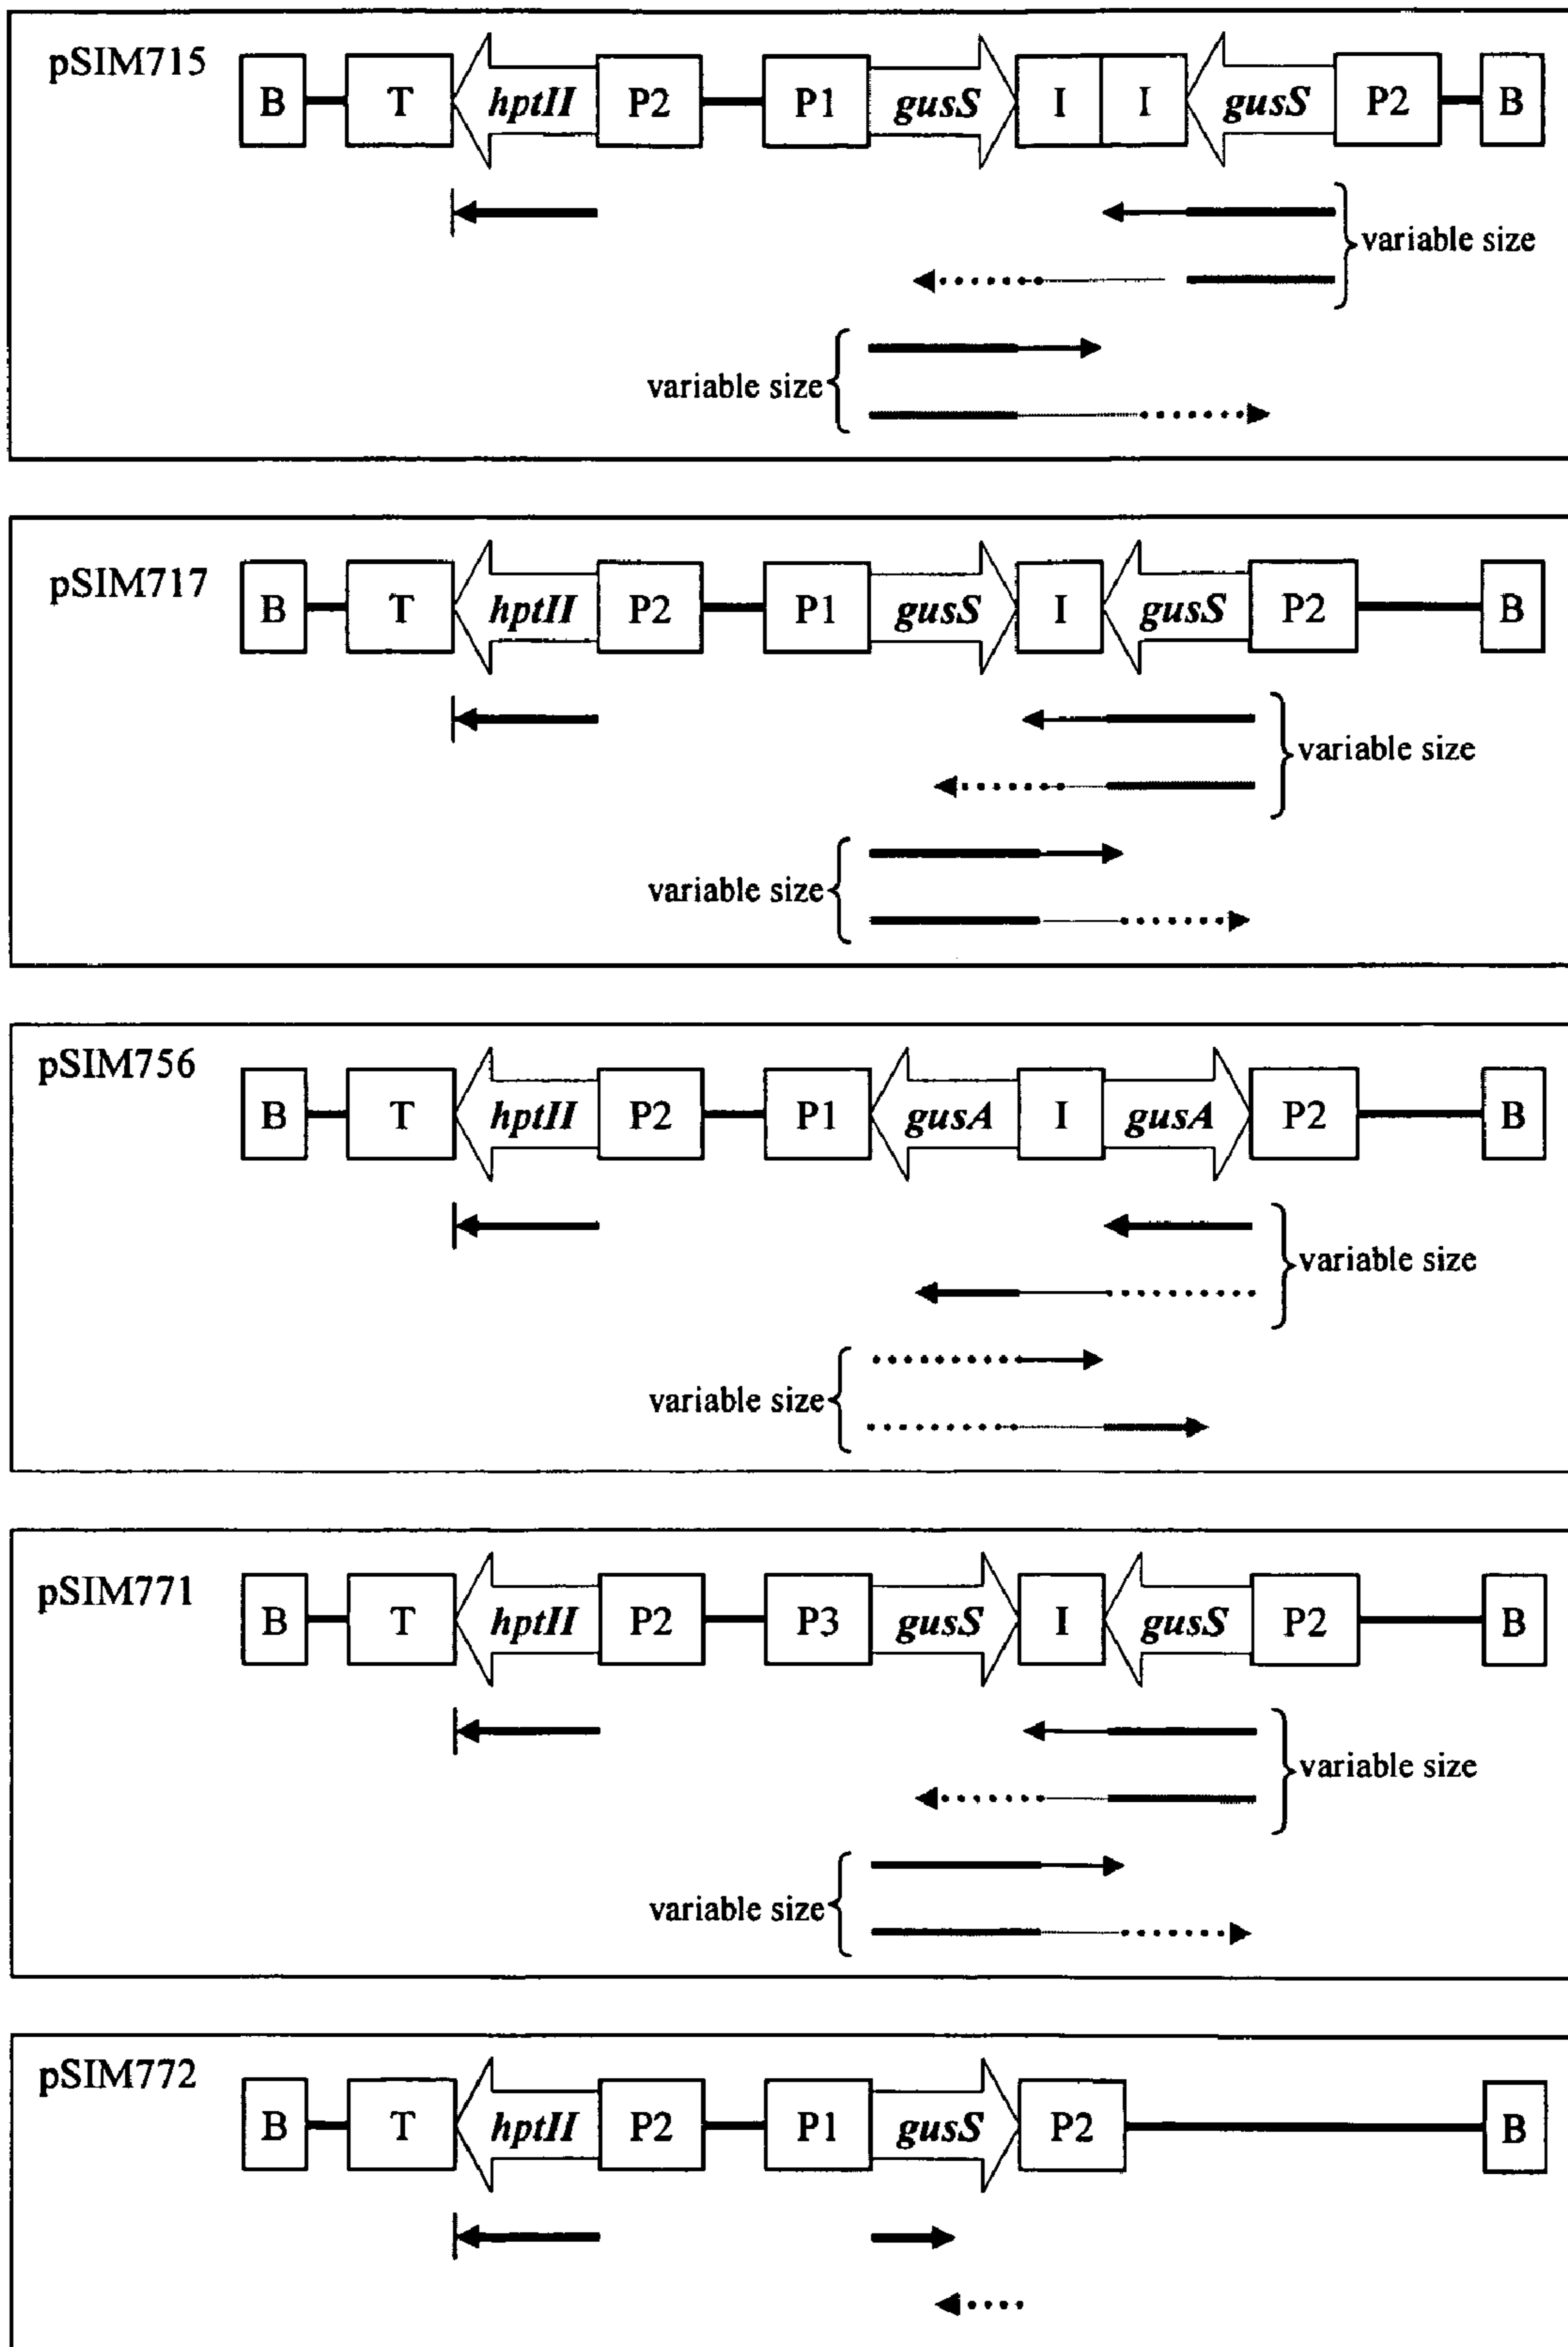 pSIM715
B T hptII P2 P1 gusS I I gusS P2 B
variable size
variable size
pSIM717
B T hptII P2 P1 gusS I gusS P2 B
variable size
variable size
pSIM756
B T hptII P2 P1 gusA I gusA P2 B
variable size
variable size
pSIM771
B T hptII P2 P3 gusS I gusS P2 B
variable size
variable size
pSIM772
B T hptII P2 P1 gusS P2 B